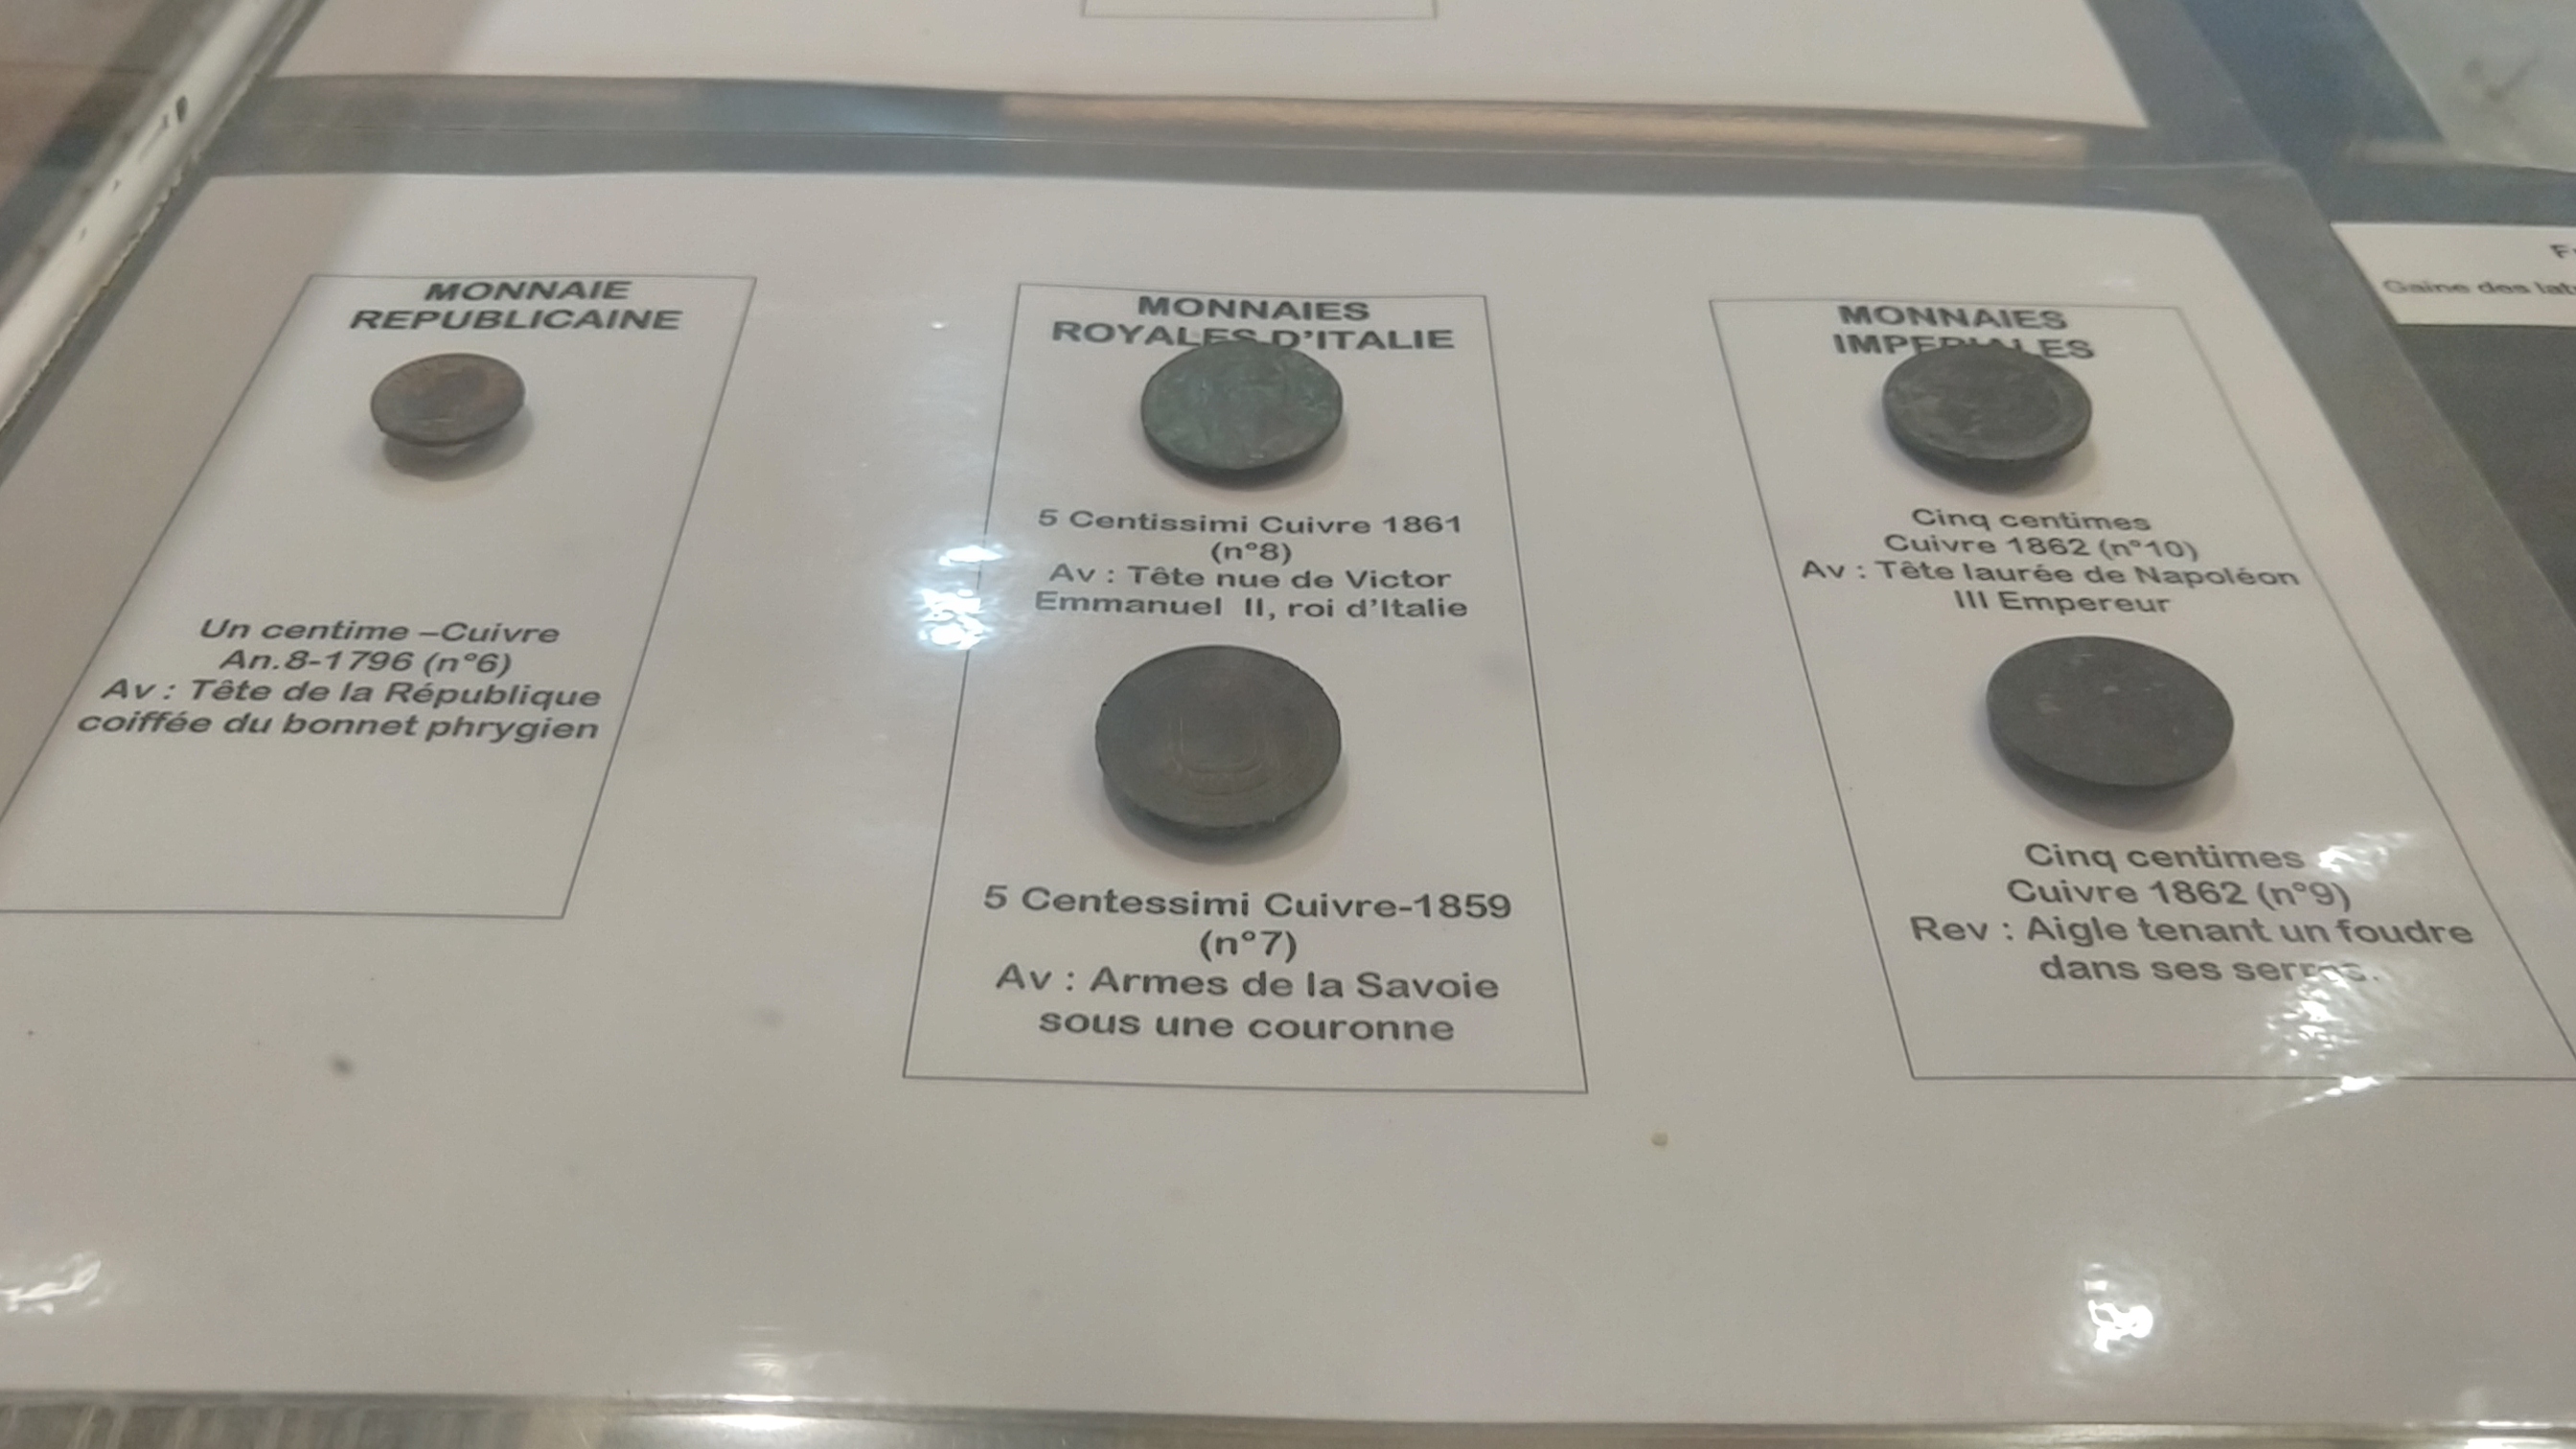 MONNAIE
REPUBLICAINE
Un centime –Cuivre
An.8-1796 (n°6)
Av : Tête de la République
coiffée du bonnet phrygien
MONNAIES
ROYALES D’ITALIE
5 Centissimi Cuivre 1861
(n°8)
Av : Tête nue de Victor
Emmanuel II, roi d’Italie
5 Centessimi Cuivre-1859
(n°7)
Av : Armes de la Savoie
sous une couronne
MONNAIES
IMPERIALES
Cinq centimes
Cuivre 1862 (n°10)
Av : Tête laurée de Napoléon
III Empereur
Cinq centimes
Cuivre 1862 (n°9)
Rev : Aigle tenant un foudre
dans ses serres.
Gaine des